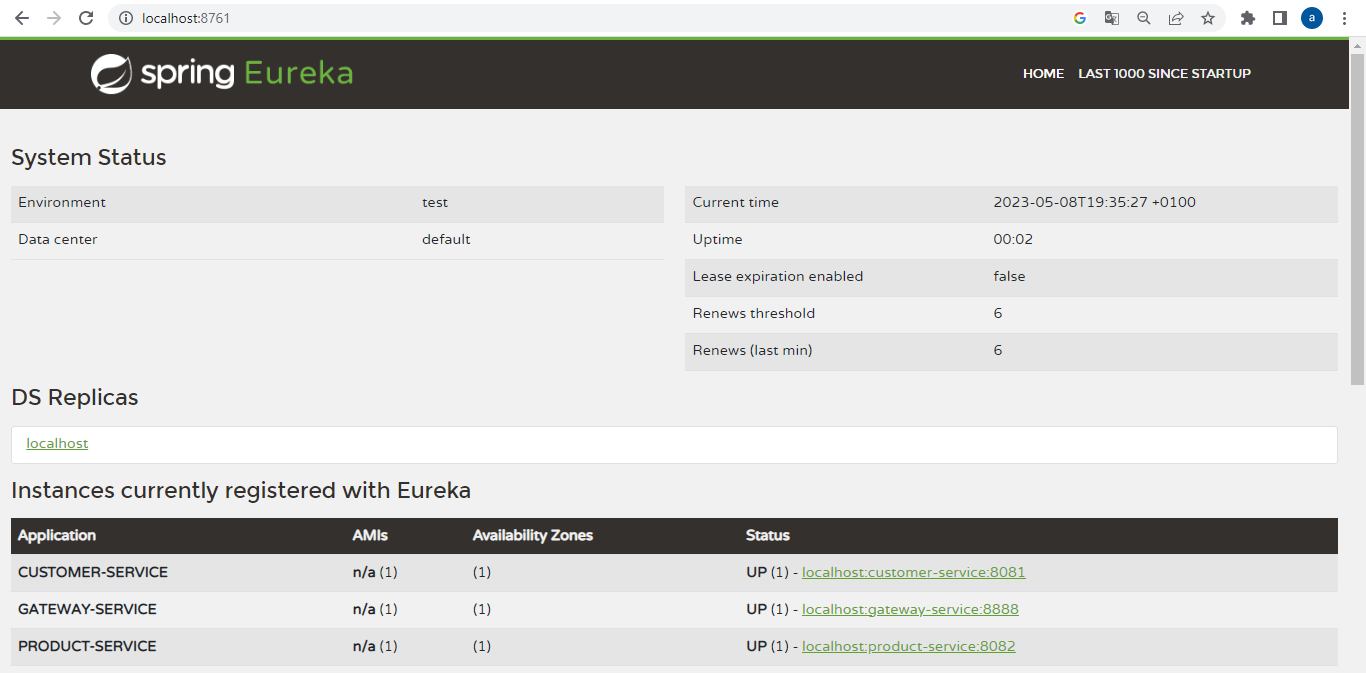 localhost:8761
a
spring Eureka
HOME LAST 1000 SINCE STARTUP
System Status
Environment test
Data center default
Current time 2023-05-08T19:35:27 +0100
Uptime 00:02
Lease expiration enabled false
Renews threshold 6
Renews (last min) 6
DS Replicas
localhost
Instances currently registered with Eureka
Application AMIs Availability Zones Status
CUSTOMER-SERVICE n/a (1) (1) UP (1) - localhost:customer-service:8081
GATEWAY-SERVICE n/a (1) (1) UP (1) - localhost:gateway-service:8888
PRODUCT-SERVICE n/a (1) (1) UP (1) - localhost:product-service:8082